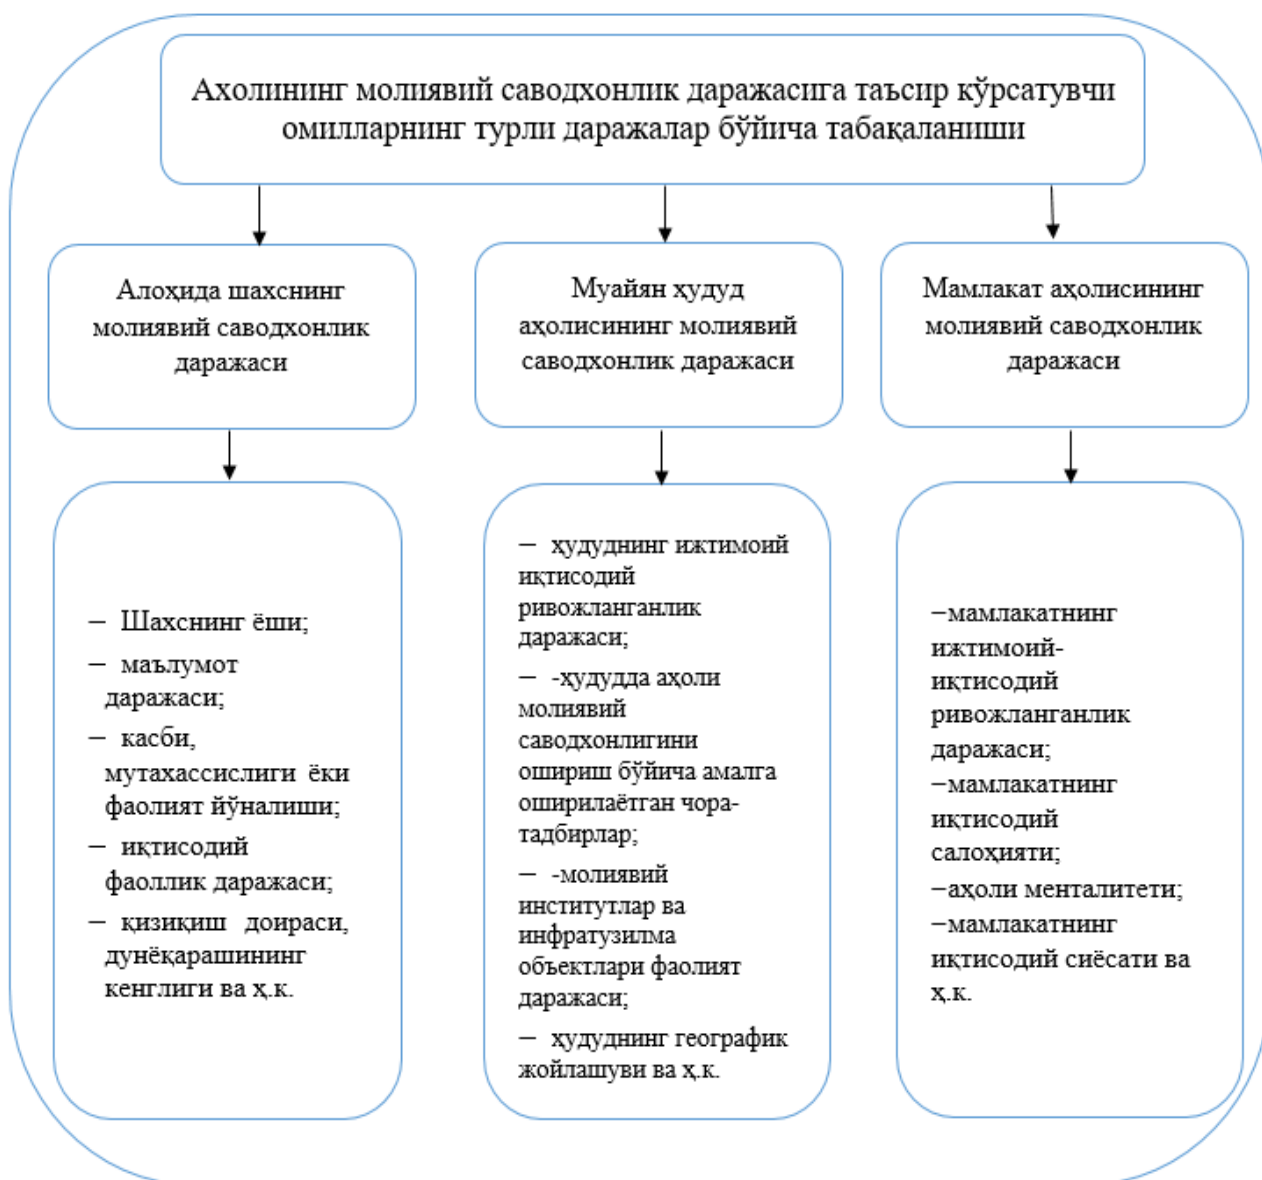 Ахолининг молиявий саводхонлик даражасига таъсир кўрсатувчи
омилларнинг турли даражалар бўйича табақаланиши
Алоҳида шахснинг
молиявий саводхонлик
даражаси
Муайян ҳудуд
аҳолисининг молиявий
саводхонлик даражаси
Мамлакат аҳолисининг
молиявий саводхонлик
даражаси
– Шахснинг ёши;
– маълумот
даражаси;
– касби,
мутахассислиги ёки
фаолият йўналиши;
– иқтисодий
фаоллик даражаси;
– қизиқиш доираси,
дунёқарашининг
кенглиги ва ҳ.к.
– ҳудуднинг ижтимоий
иқтисодий
ривожланганлик
даражаси;
– -ҳудудда аҳоли
молиявий
саводхонлигини
ошириш бўйича амалга
оширилаётган чора-
тадбирлар;
– -молиявий
институтлар ва
инфратузилма
объектлари фаолият
даражаси;
– ҳудуднинг географик
жойлашуви ва ҳ.к.
–мамлакатнинг
ижтимоий-
иқтисодий
ривожланганлик
даражаси;
–мамлакатнинг
иқтисодий
салоҳияти;
–аҳоли менталитети;
–мамлакатнинг
иқтисодий сиёсати ва
ҳ.к.